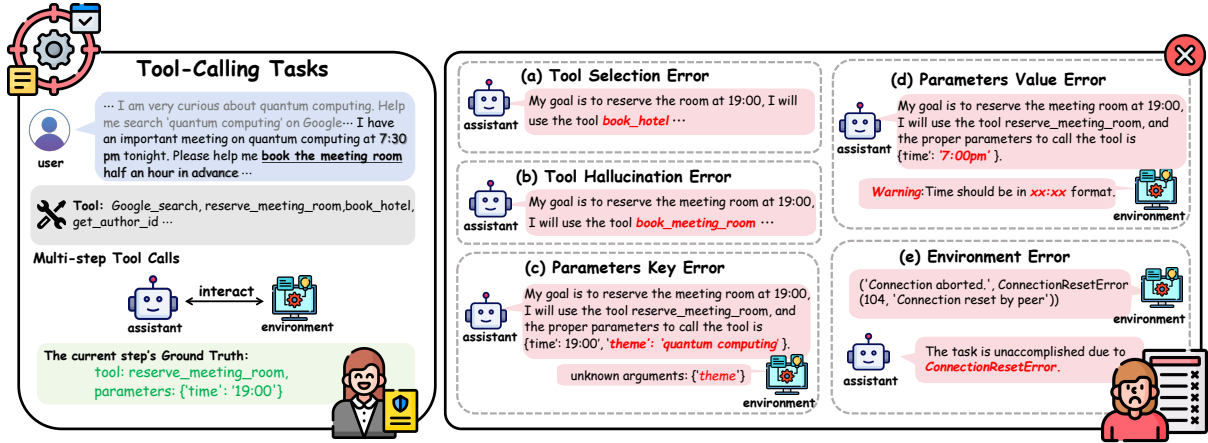 Tool-Calling Tasks
··· I am very curious about quantum computing. Help
me search 'quantum computing' on Google··· I have
an important meeting on quantum computing at 7:30
pm tonight. Please help me book the meeting room
half an hour in advance ···
user
Tool: Google_search, reserve_meeting_room,book_hotel,
get_author_id ···
Multi-step Tool Calls
interact
assistant
environment
The current step's Ground Truth:
tool: reserve_meeting_room,
parameters: {'time': '19:00'}
(a) Tool Selection Error
My goal is to reserve the room at 19:00, I will
use the tool book_hotel ···
assistant
(b) Tool Hallucination Error
My goal is to reserve the meeting room at 19:00,
I will use the tool book_meeting_room ···
assistant
(c) Parameters Key Error
My goal is to reserve the meeting room at 19:00,
I will use the tool reserve_meeting_room, and
the proper parameters to call the tool is
{time': 19:00', 'theme': 'quantum computing' }.
assistant
unknown arguments: {'theme'}
environment
(d) Parameters Value Error
My goal is to reserve the meeting room at 19:00,
I will use the tool reserve_meeting_room, and
the proper parameters to call the tool is
{time': '7:00pm' }.
assistant
Warning:Time should be in xx:xx format.
environment
(e) Environment Error
('Connection aborted.', ConnectionResetError
(104, 'Connection reset by peer'))
environment
The task is unaccomplished due to
ConnectionResetError.
assistant